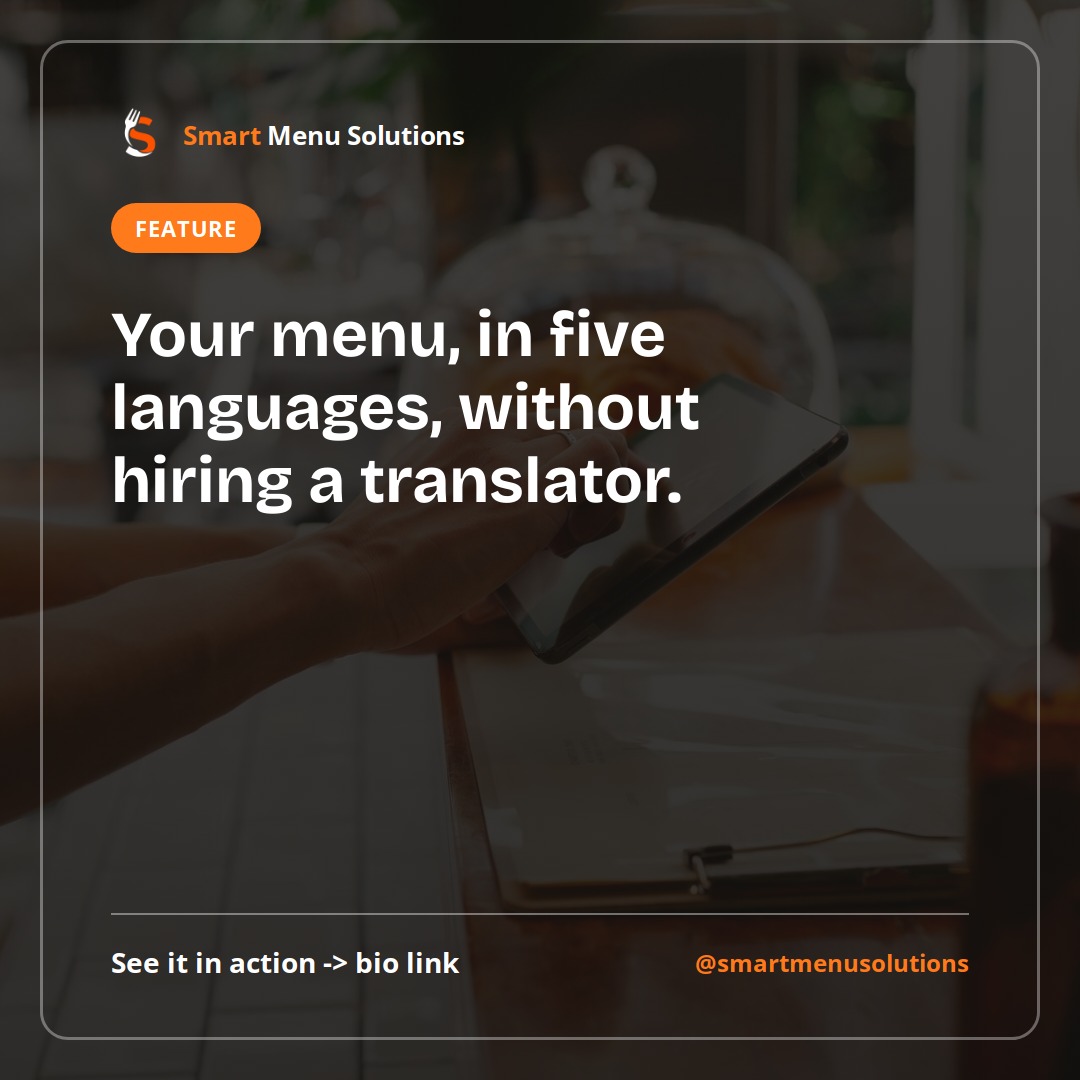 Smart Menu Solutions
FEATURE
Your menu, in five
languages, without
hiring a translator.
See it in action -> bio link
@smartmenusolutions